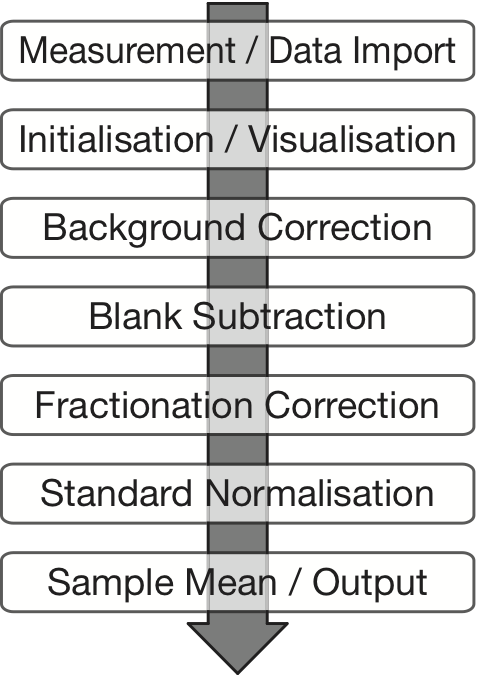 Measurement / Data Import
Initialisation / Visualisation
Background Correction
Blank Subtraction
Fractionation Correction
Standard Normalisation
Sample Mean / Output